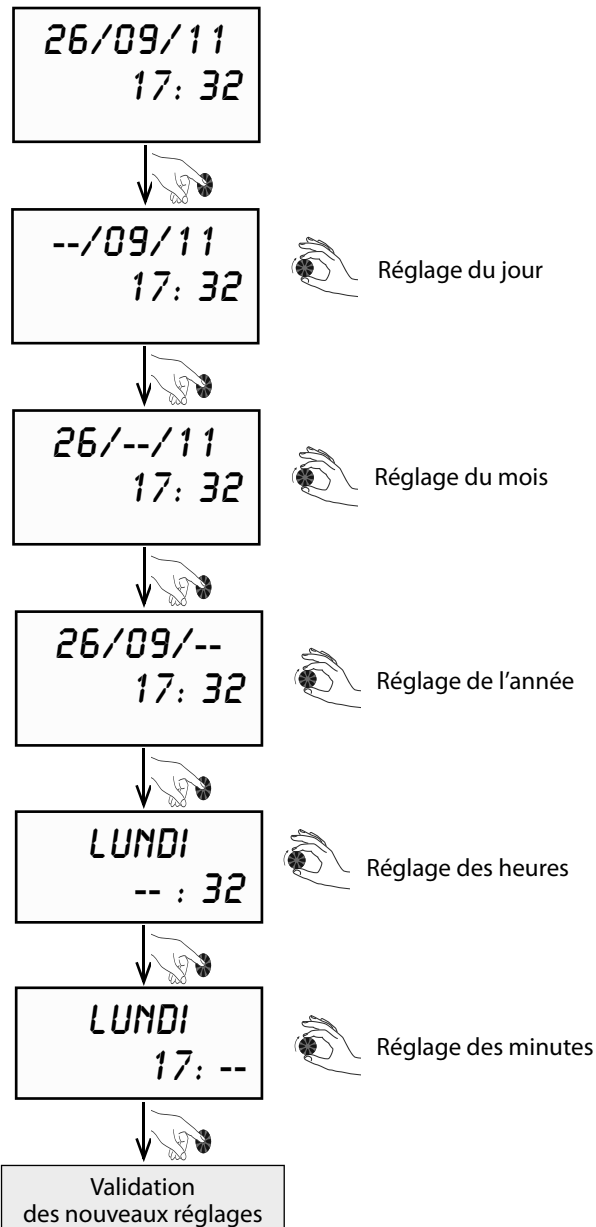 26/09/11
17: 32
--/09/11
17: 32
Réglage du jour
26/--/11
17: 32
Réglage du mois
26/09/--
17: 32
Réglage de l'année
LUNDI
-- : 32
Réglage des heures
LUNDI
17: --
Réglage des minutes
Validation
des nouveaux réglages